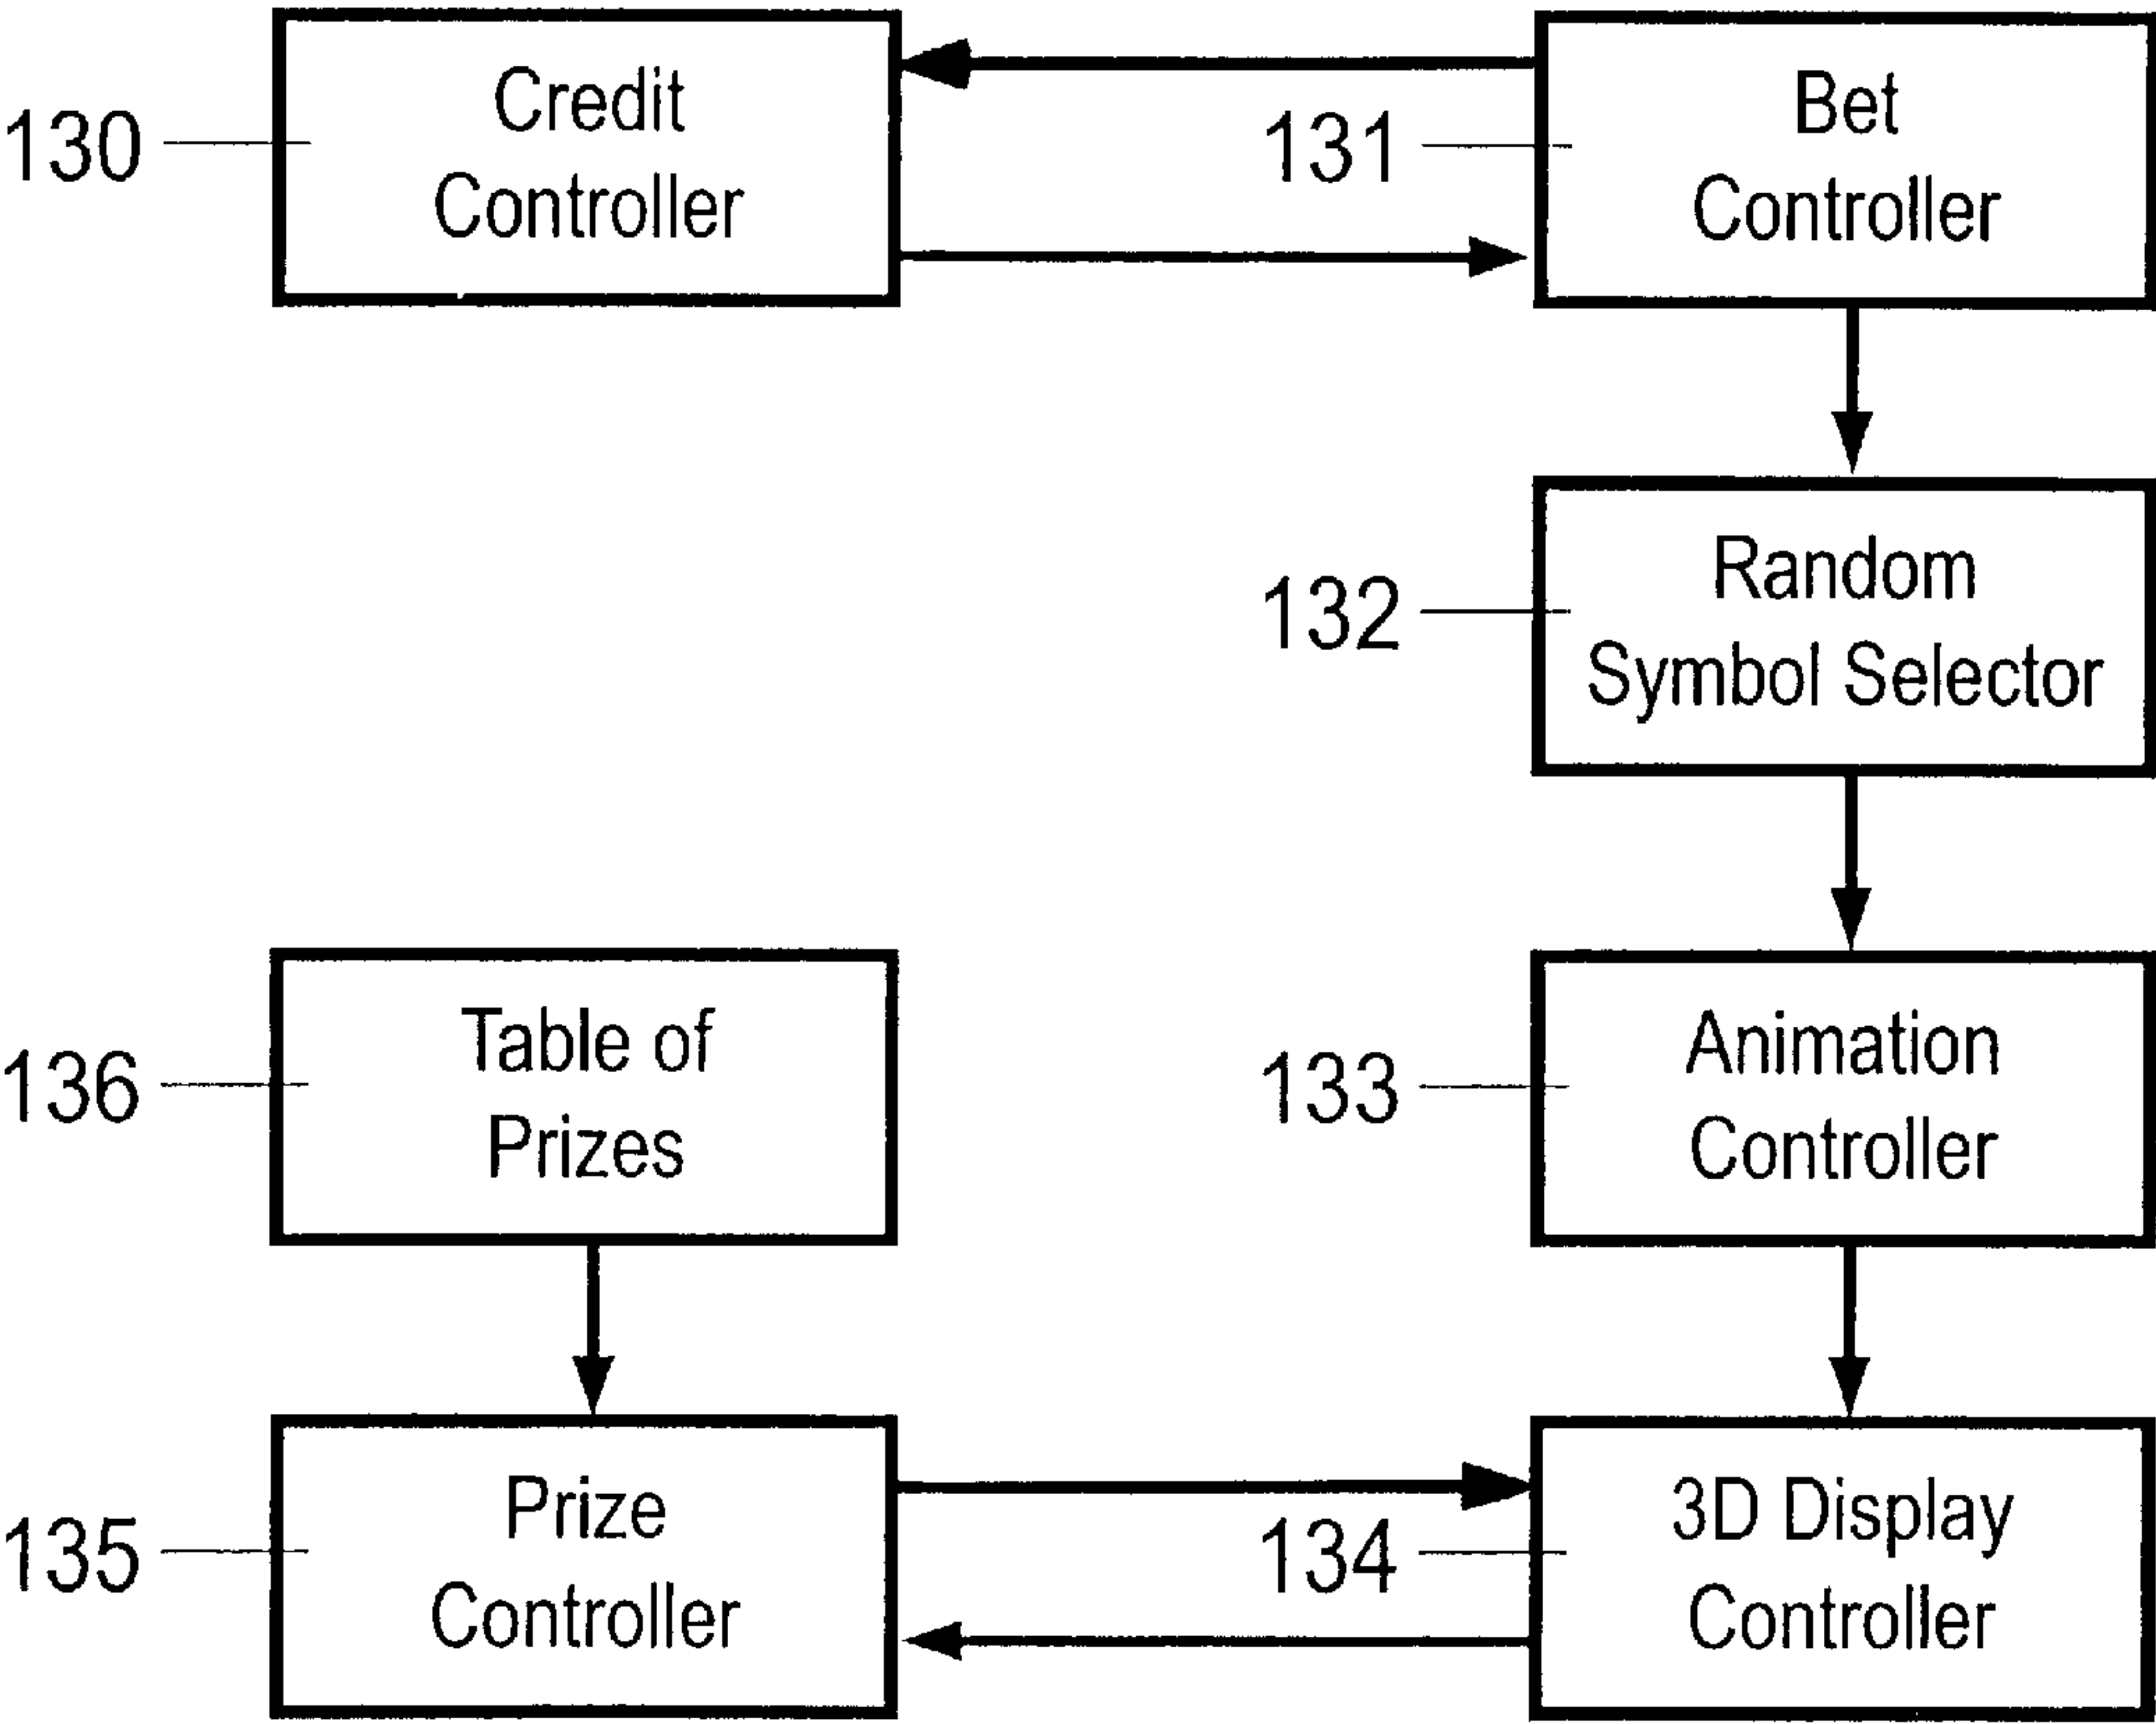 130
Credit
Controller
131
Bet
Controller
132
Random
Symbol Selector
136
Table of
Prizes
133
Animation
Controller
135
Prize
Controller
134
3D Display
Controller